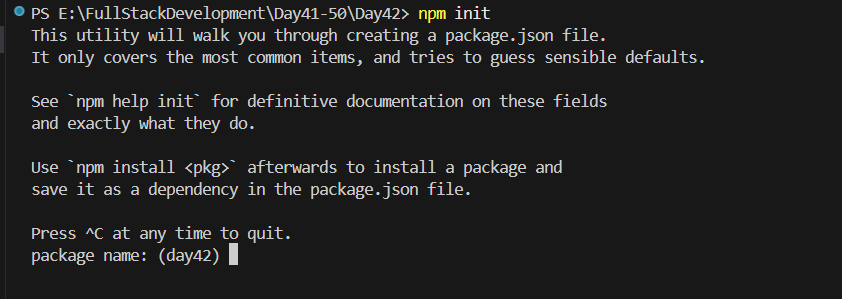 PS E:\FullStackDevelopment\Day41-50\Day42> npm init
This utility will walk you through creating a package.json file.
It only covers the most common items, and tries to guess sensible defaults.

See `npm help init` for definitive documentation on these fields
and exactly what they do.

Use `npm install <pkg>` afterwards to install a package and
save it as a dependency in the package.json file.

Press ^C at any time to quit.
package name: (day42)